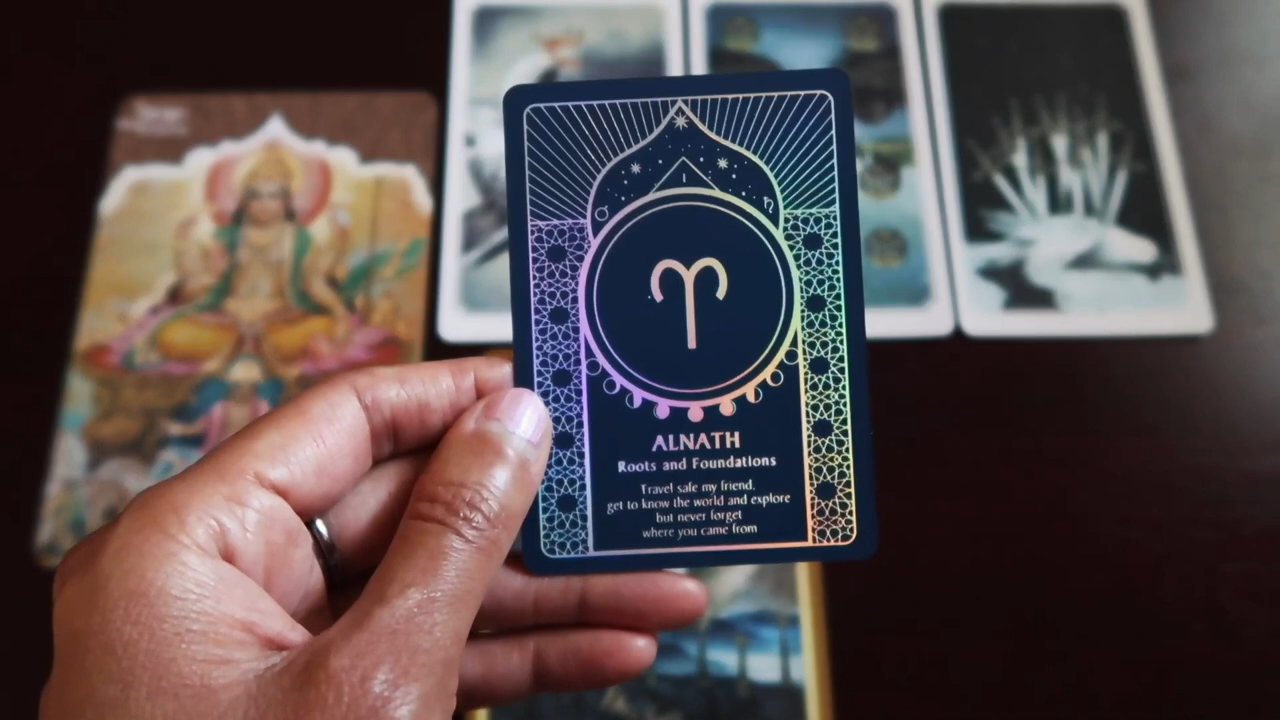 I
ALNATH
Roots and Foundations
Travel safe my friend,
get to know the world and explore
but never forget
where you came from